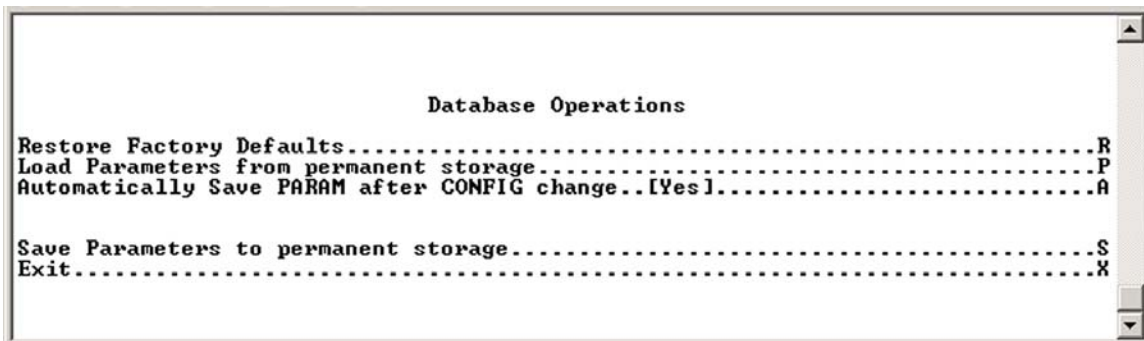 Database Operations
Restore Factory Defaults.......................................................R
Load Parameters from permanent storage.........................................P
Automatically Save PARAM after CONFIG change..[Yes]............................A
Save Parameters to permanent storage...........................................S
Exit...........................................................................X